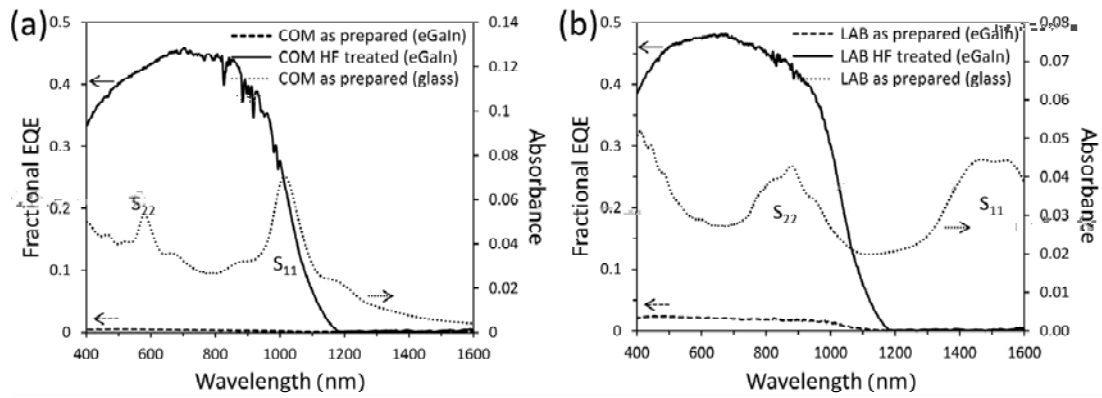 (a)
0.5
0.4
0.3
0.2
0.1
0
Fractional EQE
COM as prepared (eGaIn)
COM HF treated (eGaIn)
COM as prepared (glass)
S22
S11
0.14
0.12
0.1
0.08
0.06
0.04
0.02
0
Absorbance
400 600 800 1000 1200 1400 1600
Wavelength (nm)
(b)
0.5
0.4
0.3
0.2
0.1
0
Fractional EQE
LAB as prepared (eGaIn)
LAB HF treated (eGaIn)
LAB as prepared (glass)
S22
S11
0.08
0.07
0.06
0.05
0.04
0.03
0.02
0.01
0.00
Absorbance
400 600 800 1000 1200 1400 1600
Wavelength (nm)